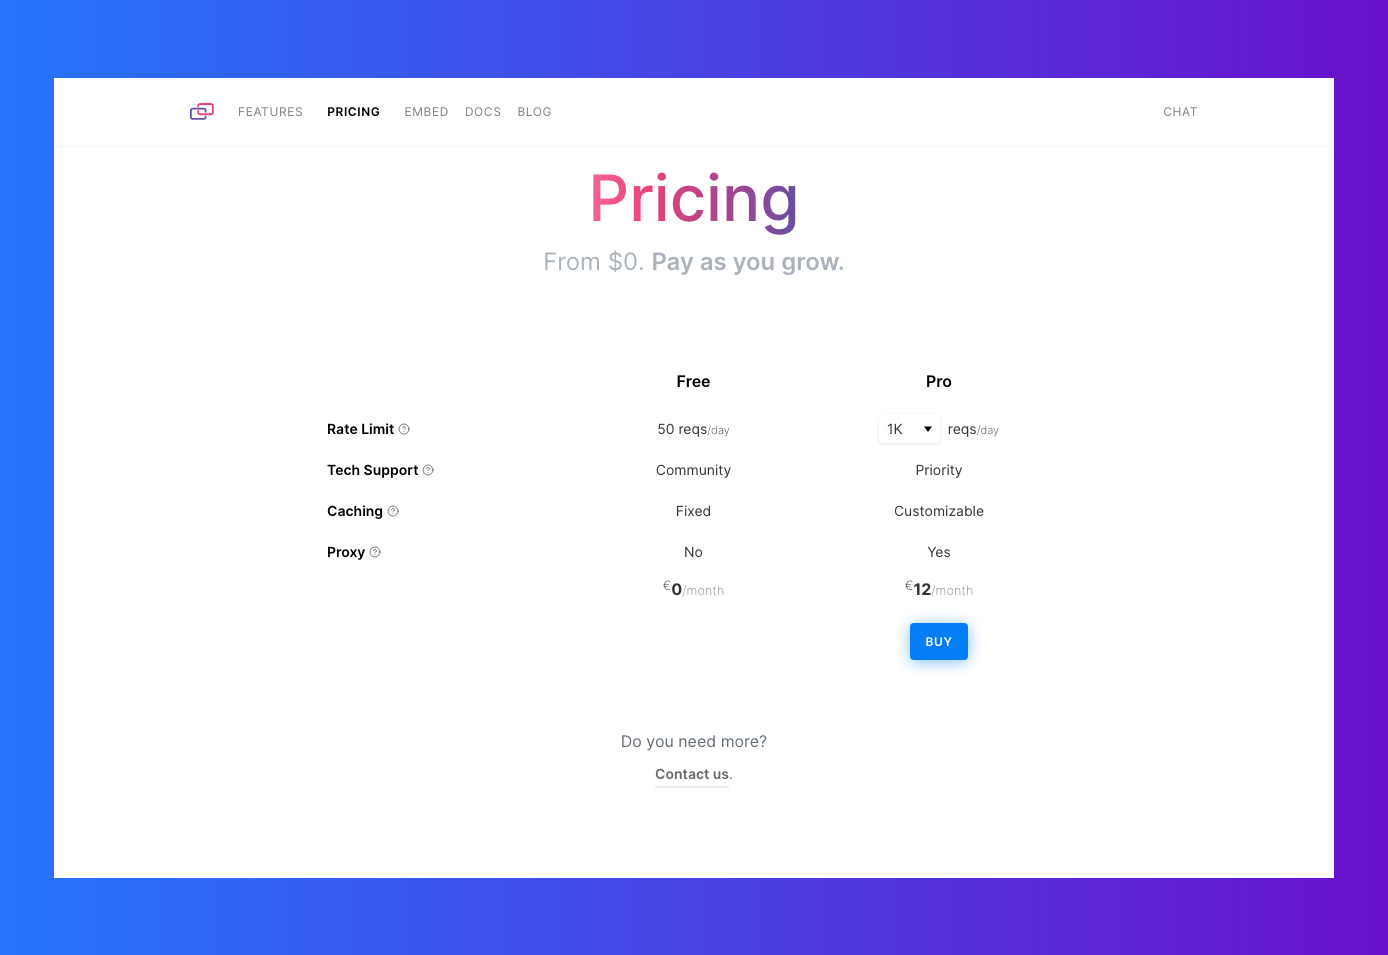 FEATURES PRICING EMBED DOCS BLOG CHAT
Pricing
From $0. Pay as you grow.
Free Pro
Rate Limit ? 50 reqs/day 1K reqs/day
Tech Support ? Community Priority
Caching ? Fixed Customizable
Proxy ? No Yes
€0/month €12/month
BUY
Do you need more?
Contact us.